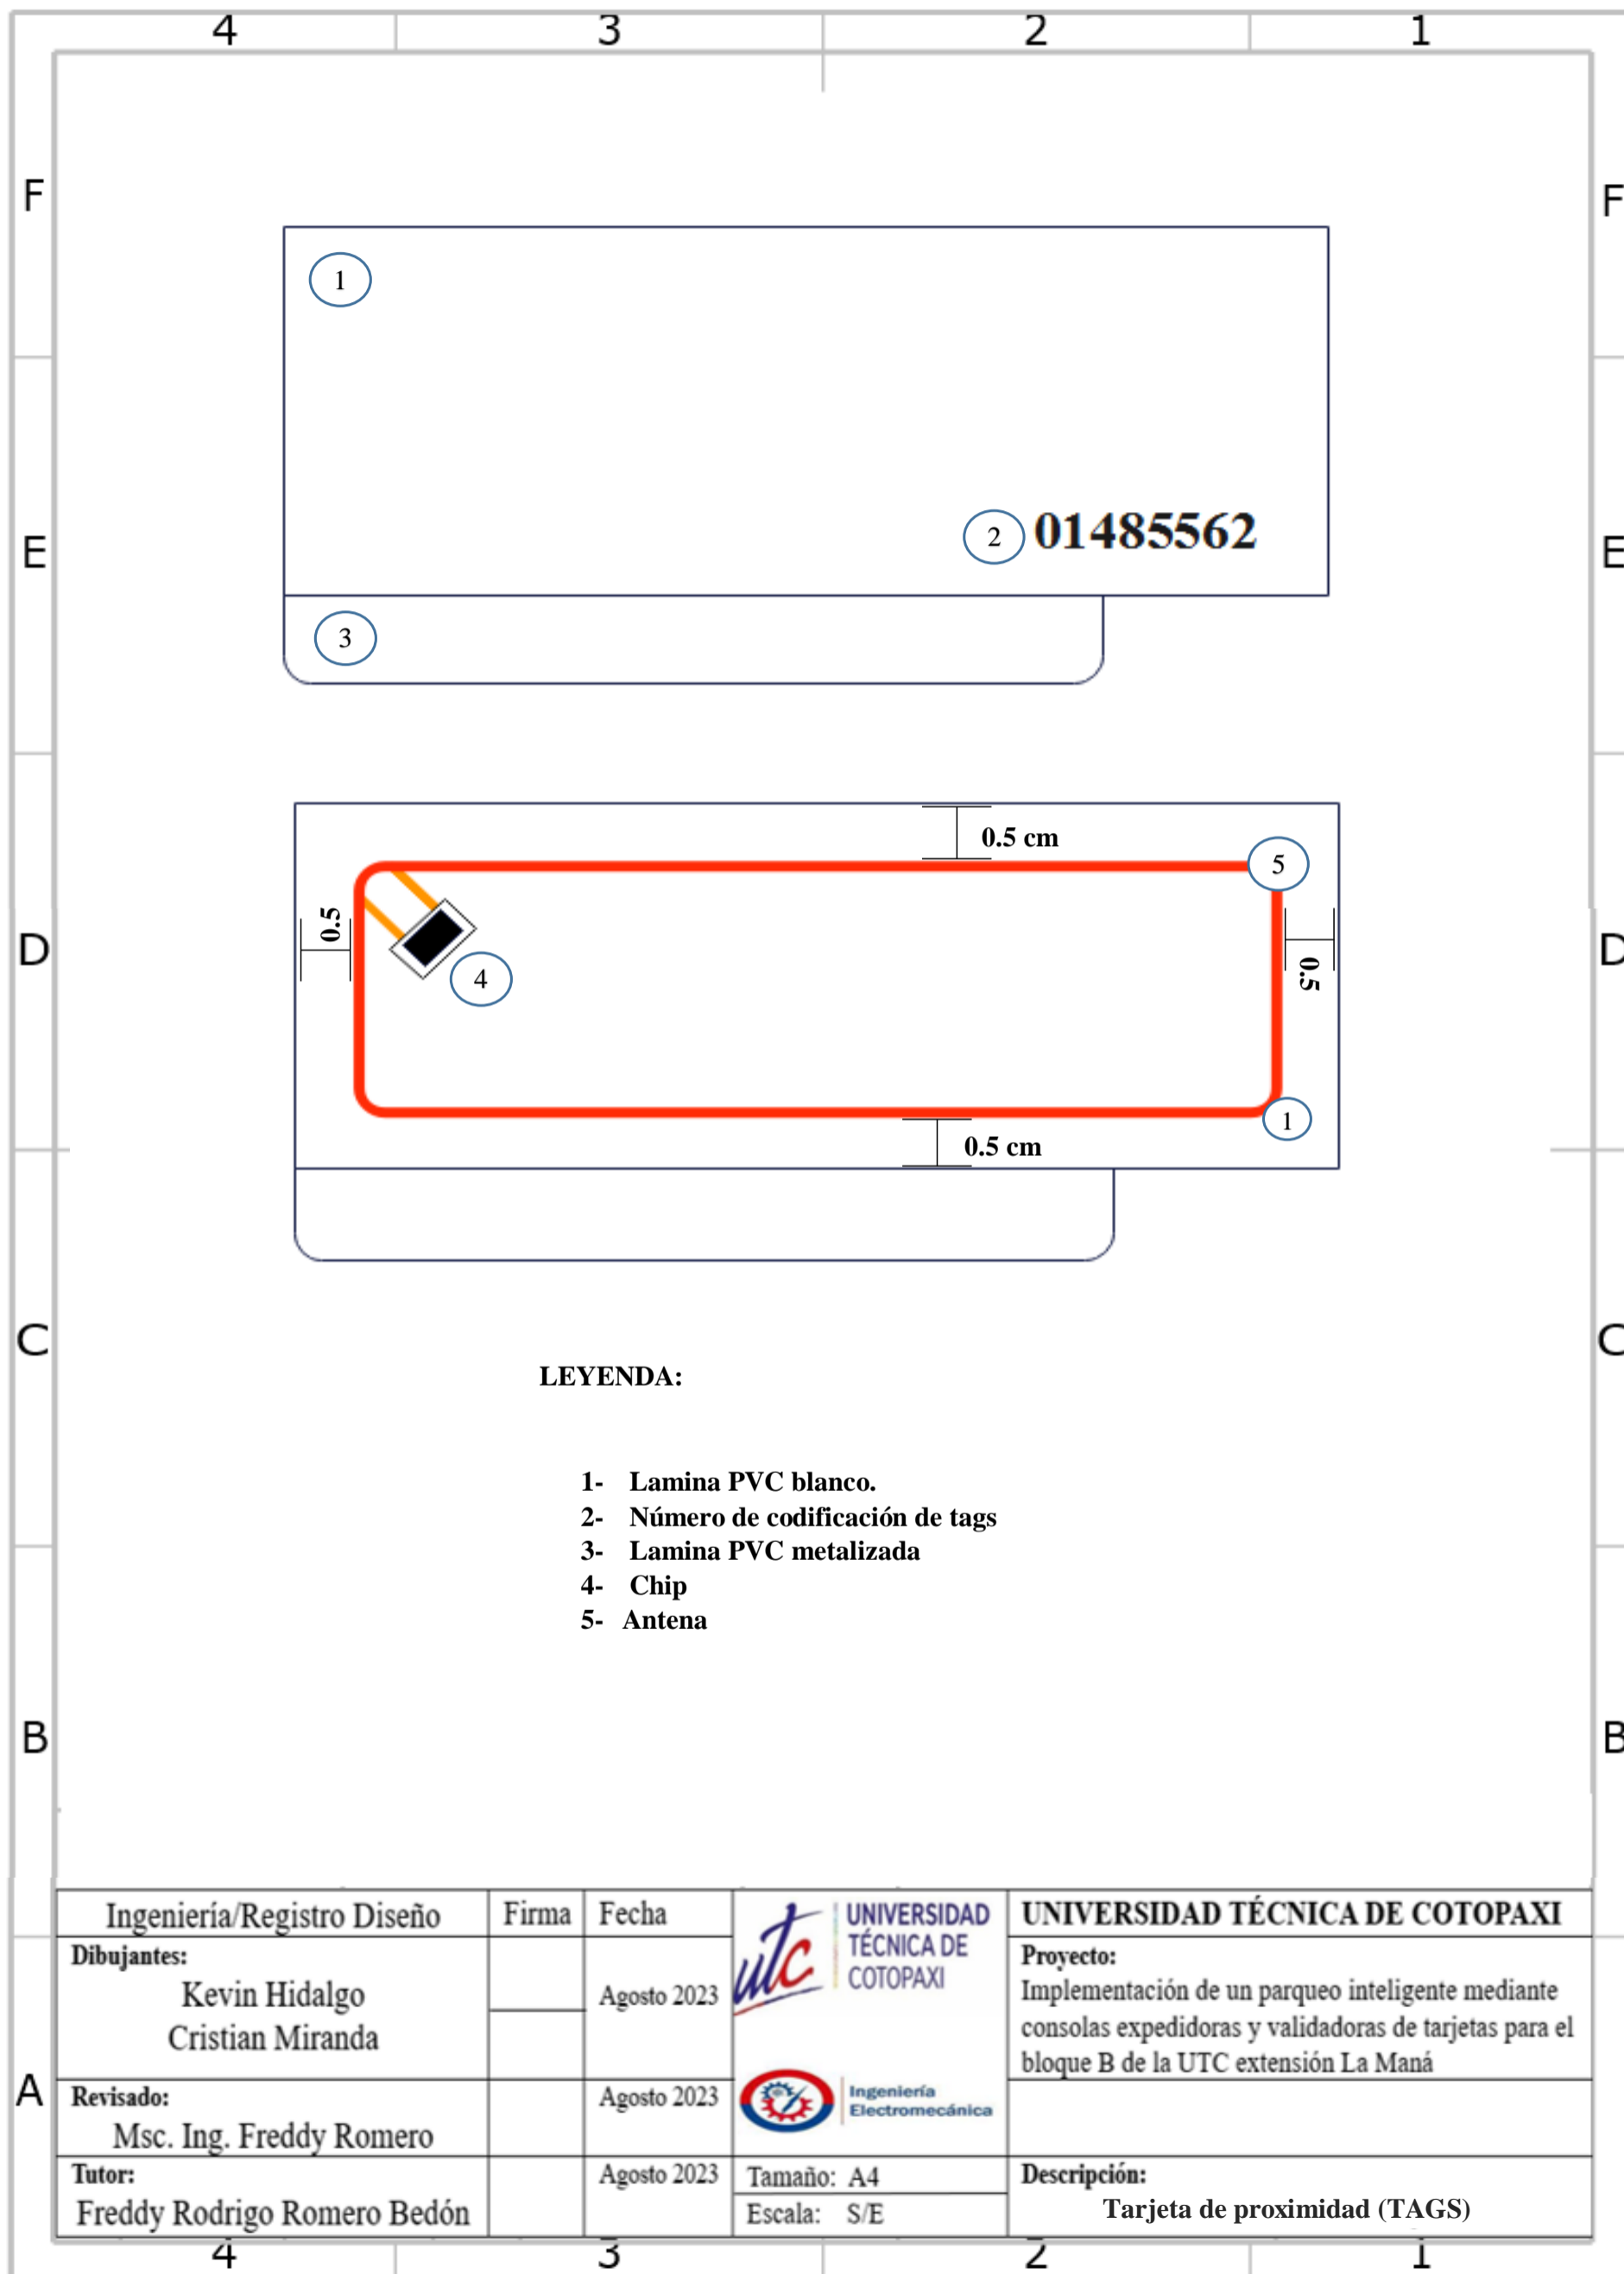 4 3 2 1
F F
1
E E
2 01485562
3
0.5 cm
5
0.5
D D
0.5
4
1
0.5 cm
C C
LEYENDA:
1- Lamina PVC blanco.
2- Número de codificación de tags
3- Lamina PVC metalizada
4- Chip
5- Antena
B B
A
Ingeniería/Registro Diseño Firma Fecha
Dibujantes:
Kevin Hidalgo
Cristian Miranda
Agosto 2023
Revisado:
Msc. Ing. Freddy Romero
Agosto 2023
Tutor:
Freddy Rodrigo Romero Bedón
Agosto 2023
utc
UNIVERSIDAD
TÉCNICA DE
COTOPAXI
Ingeniería
Electromecánica
Tamaño: A4
Escala: S/E
UNIVERSIDAD TÉCNICA DE COTOPAXI
Proyecto:
Implementación de un parqueo inteligente mediante
consolas expedidoras y validadoras de tarjetas para el
bloque B de la UTC extensión La Maná
Descripción:
Tarjeta de proximidad (TAGS)
4 3 2 1